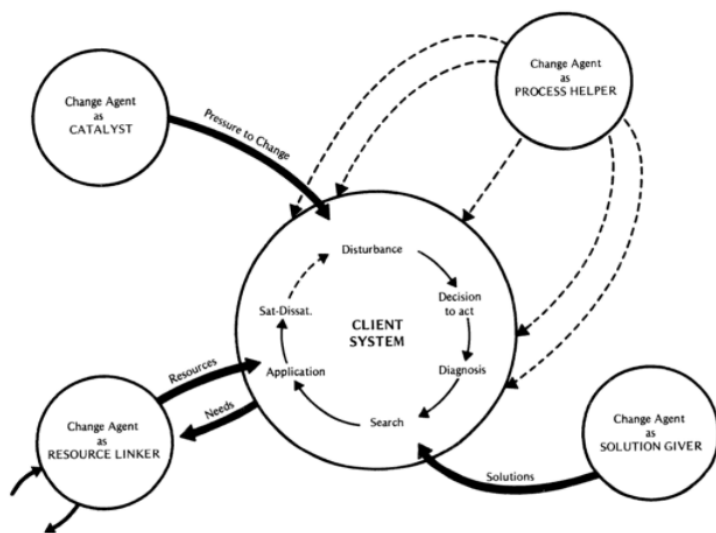 Change Agent
as
CATALYST
Change Agent
as
PROCESS HELPER
Pressure to Change
Disturbance
Sat-Dissat.
Decision
to act
CLIENT
SYSTEM
Application
Diagnosis
Search
Resources
Needs
Change Agent
as
RESOURCE LINKER
Change Agent
as
SOLUTION GIVER
Solutions